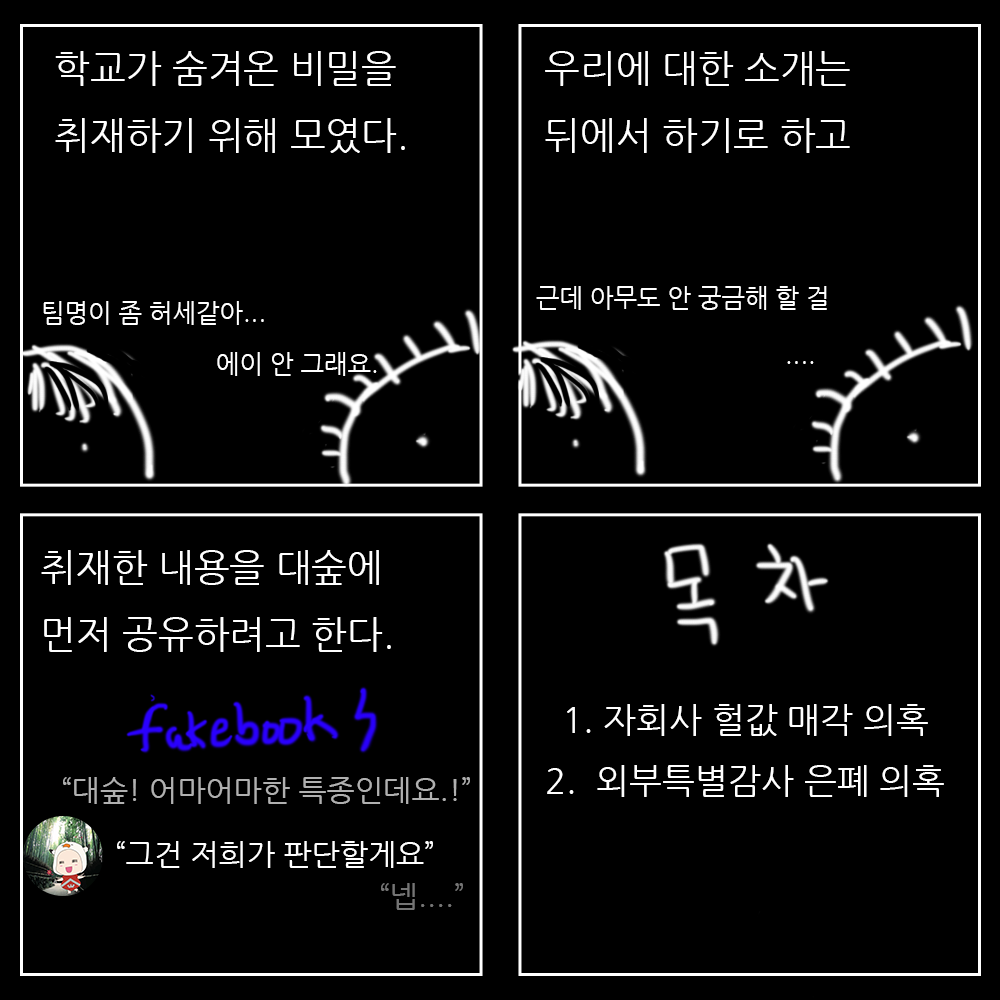 학교가 숨겨온 비밀을
취재하기 위해 모였다.
팀명이 좀 허세같아...
에이 안 그래요.
우리에 대한 소개는
뒤에서 하기로 하고
근데 아무도 안 궁금해 할 걸
....
취재한 내용을 대숲에
먼저 공유하려고 한다.
fakebook
“대숲! 어마어마한 특종인데요.!”
“그건 저희가 판단할게요”
“넵....”
목 차
1. 자회사 헐값 매각 의혹
2. 외부특별감사 은폐 의혹